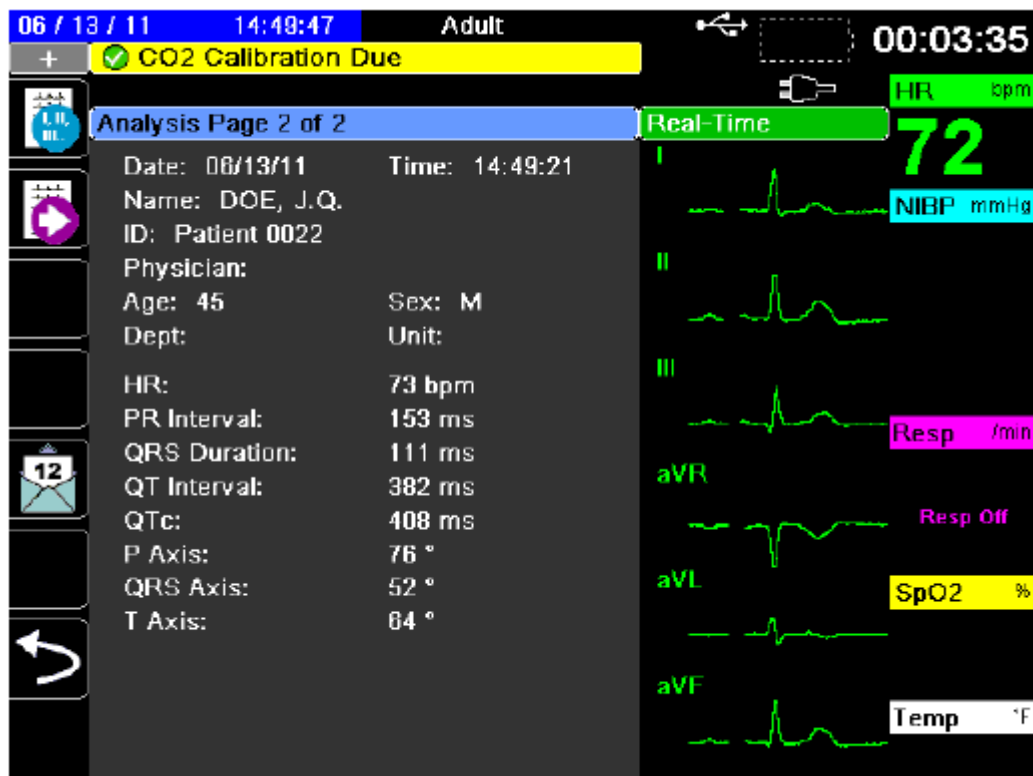 06 / 13 / 11 14:49:47 Adult 00:03:35
+ CO2 Calibration Due
HR bpm
72
Analysis Page 2 of 2
Real-Time
Date: 06/13/11 Time: 14:49:21
Name: DOE, J.Q.
ID: Patient 0022
Physician:
Age: 45 Sex: M
Dept: Unit:
HR: 73 bpm
PR Interval: 153 ms
QRS Duration: 111 ms
QT Interval: 382 ms
QTc: 408 ms
P Axis: 76 °
QRS Axis: 52 °
T Axis: 64 °
12
I
II
III
aVR
aVL
aVF
NIBP mmHg
Resp /min
Resp Off
SpO2 %
Temp °F